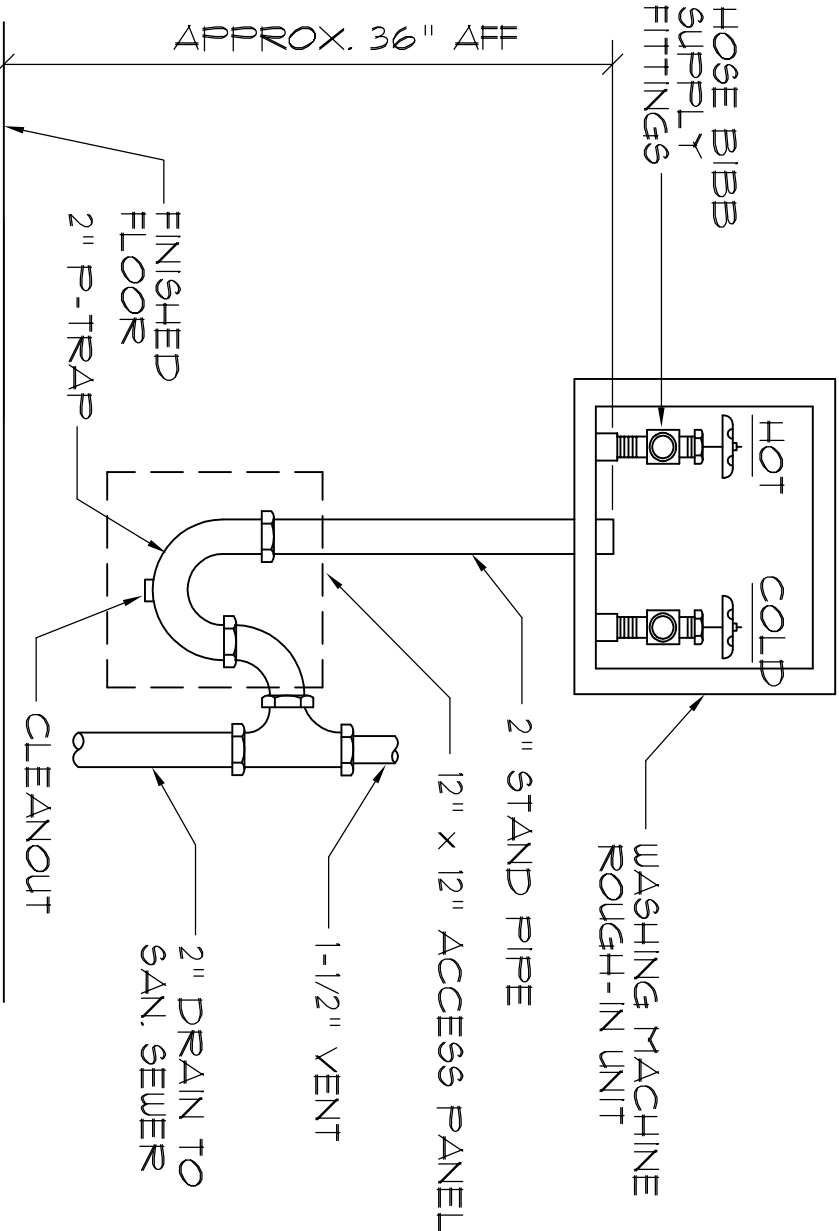 APPROX. 36" AFF
HOSE BIBB
SUPPLY
FITTINGS
HOT
COLD
WASHING MACHINE
ROUGH-IN UNIT
2" STAND PIPE
12" x 12" ACCESS PANEL
1-1/2" VENT
2" DRAIN TO
SAN. SEWER
FINISHED
FLOOR
2" P-TRAP
CLEANOUT